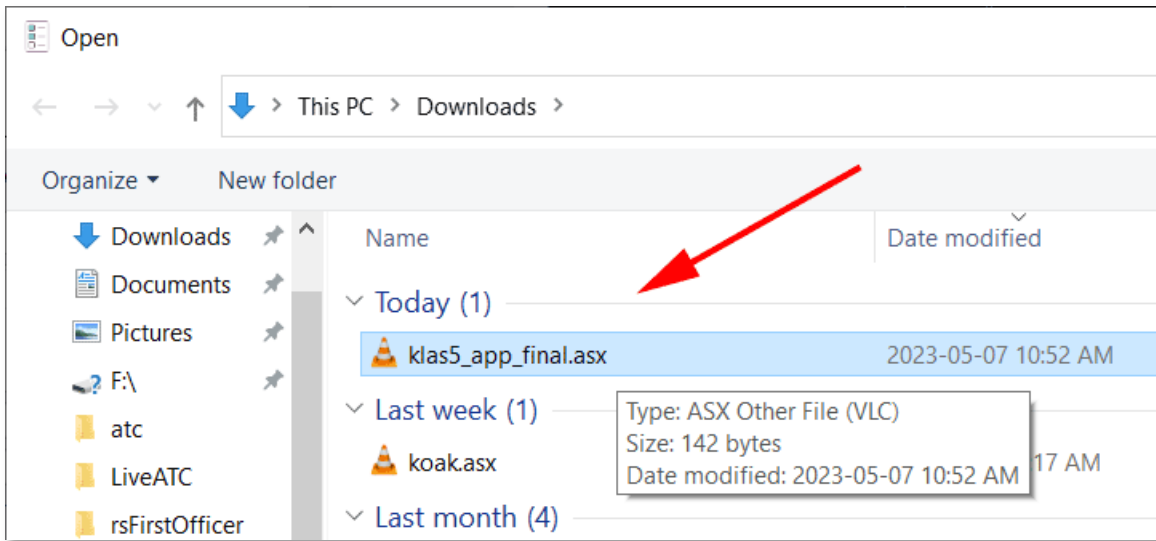 Open
This PC > Downloads >
Organize New folder
Downloads
Documents
Pictures
F:\
atc
LiveATC
rsFirstOfficer
Name Date modified
Today (1)
klas5_app_final.asx 2023-05-07 10:52 AM
Last week (1)
koak.asx 17 AM
Type: ASX Other File (VLC)
Size: 142 bytes
Date modified: 2023-05-07 10:52 AM
Last month (4)